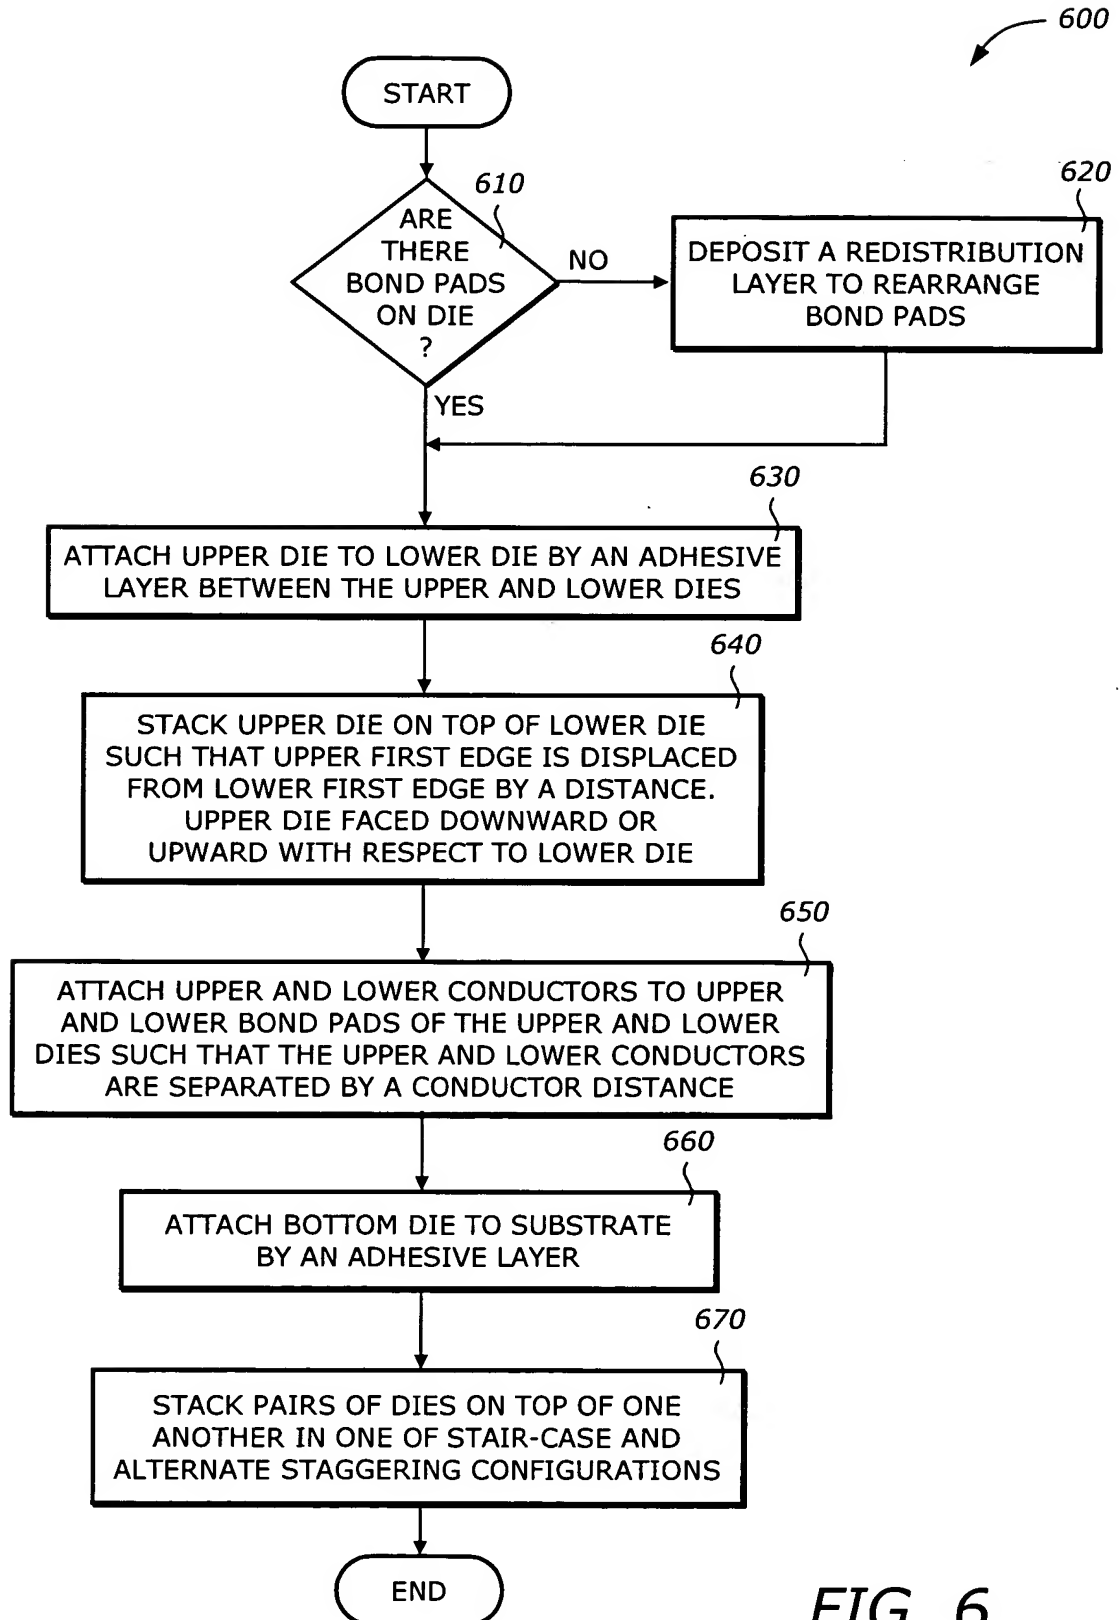 600
START
610
ARE
THERE
BOND PADS
ON DIE
?
NO
620
DEPOSIT A REDISTRIBUTION
LAYER TO REARRANGE
BOND PADS
YES
630
ATTACH UPPER DIE TO LOWER DIE BY AN ADHESIVE
LAYER BETWEEN THE UPPER AND LOWER DIES
640
STACK UPPER DIE ON TOP OF LOWER DIE
SUCH THAT UPPER FIRST EDGE IS DISPLACED
FROM LOWER FIRST EDGE BY A DISTANCE.
UPPER DIE FACED DOWNWARD OR
UPWARD WITH RESPECT TO LOWER DIE
650
ATTACH UPPER AND LOWER CONDUCTORS TO UPPER
AND LOWER BOND PADS OF THE UPPER AND LOWER
DIES SUCH THAT THE UPPER AND LOWER CONDUCTORS
ARE SEPARATED BY A CONDUCTOR DISTANCE
660
ATTACH BOTTOM DIE TO SUBSTRATE
BY AN ADHESIVE LAYER
670
STACK PAIRS OF DIES ON TOP OF ONE
ANOTHER IN ONE OF STAIR-CASE AND
ALTERNATE STAGGERING CONFIGURATIONS
END
FIG. 6